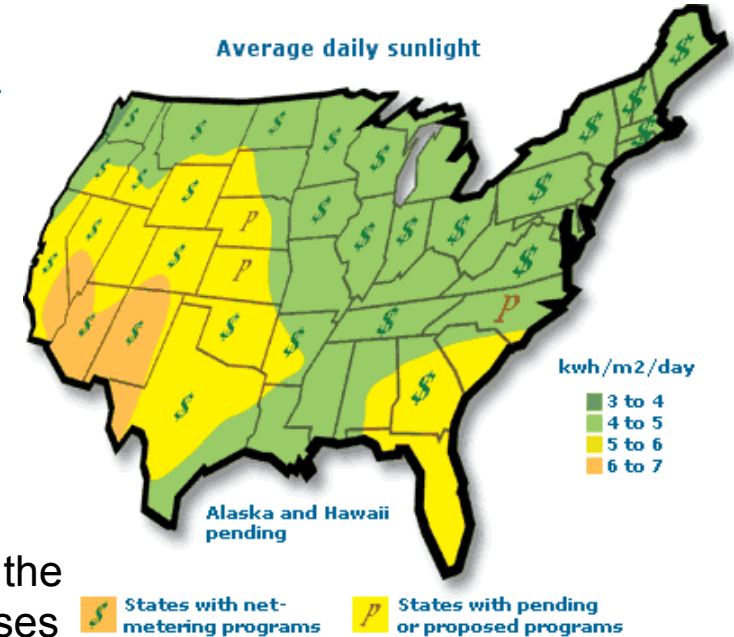 Average daily sunlight
$ $ $ $ $ $ $ $ $ $ $ $ $ $ $ $ $ $ $ $ $ $ $ $ $ $ $
P P P
kwh/m2/day
3 to 4
4 to 5
5 to 6
6 to 7
Alaska and Hawaii
pending
the
ses
$ States with net-
metering programs
P States with pending
or proposed programs